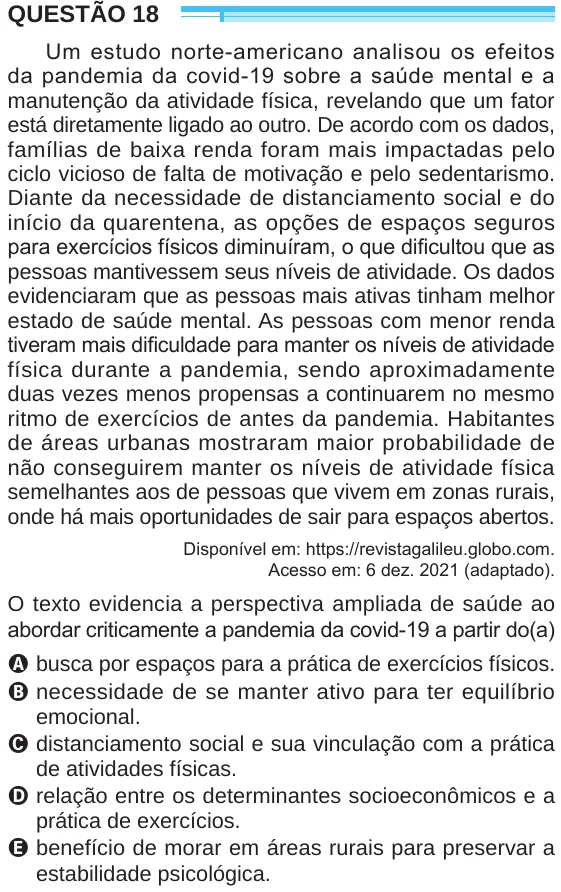 QUESTÃO 18
Um estudo norte-americano analisou os efeitos
da pandemia da covid-19 sobre a saúde mental e a
manutenção da atividade física, revelando que um fator
está diretamente ligado ao outro. De acordo com os dados,
famílias de baixa renda foram mais impactadas pelo
ciclo vicioso de falta de motivação e pelo sedentarismo.
Diante da necessidade de distanciamento social e do
início da quarentena, as opções de espaços seguros
para exercícios físicos diminuíram, o que dificultou que as
pessoas mantivessem seus níveis de atividade. Os dados
evidenciaram que as pessoas mais ativas tinham melhor
estado de saúde mental. As pessoas com menor renda
tiveram mais dificuldade para manter os níveis de atividade
física durante a pandemia, sendo aproximadamente
duas vezes menos propensas a continuarem no mesmo
ritmo de exercícios de antes da pandemia. Habitantes
de áreas urbanas mostraram maior probabilidade de
não conseguirem manter os níveis de atividade física
semelhantes aos de pessoas que vivem em zonas rurais,
onde há mais oportunidades de sair para espaços abertos.
Disponível em: https://revistagalileu.globo.com.
Acesso em: 6 dez. 2021 (adaptado).
O texto evidencia a perspectiva ampliada de saúde ao
abordar criticamente a pandemia da covid-19 a partir do(a)
A busca por espaços para a prática de exercícios físicos.
B necessidade de se manter ativo para ter equilíbrio
emocional.
C distanciamento social e sua vinculação com a prática
de atividades físicas.
D relação entre os determinantes socioeconômicos e a
prática de exercícios.
E benefício de morar em áreas rurais para preservar a
estabilidade psicológica.